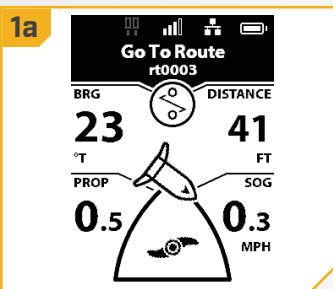 1a
Go To Route
rt0003
BRG DISTANCE
23 41
°T FT
PROP SOG
0.5 0.3
MPH